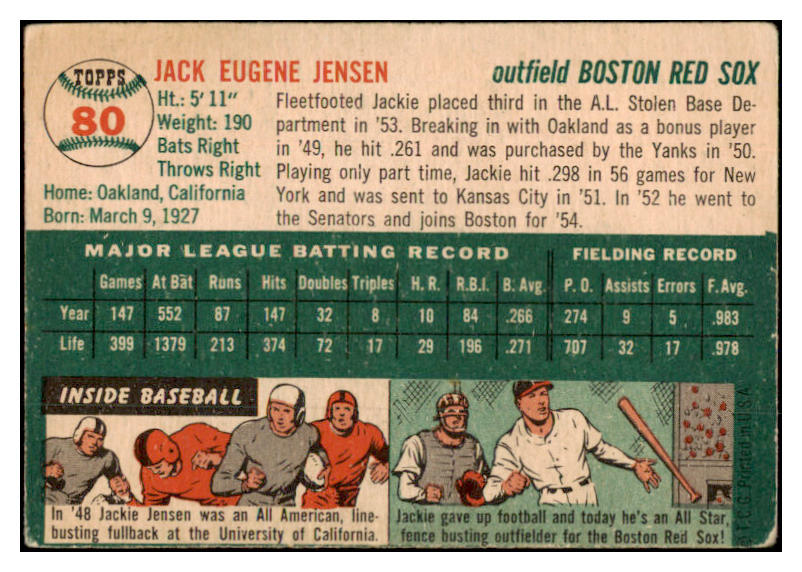 TOPPS
80
JACK EUGENE JENSEN
outfield BOSTON RED SOX
Ht.: 5' 11"
Weight: 190
Bats Right
Throws Right
Home: Oakland, California
Born: March 9, 1927
Fleetfooted Jackie placed third in the A.L. Stolen Base De-
partment in '53. Breaking in with Oakland as a bonus player
in '49, he hit .261 and was purchased by the Yanks in '50.
Playing only part time, Jackie hit .298 in 56 games for New
York and was sent to Kansas City in '51. In '52 he went to
the Senators and joins Boston for '54.
MAJOR LEAGUE BATTING RECORD FIELDING RECORD
Games At Bat Runs Hits Doubles Triples H. R. R.B.I. B. Avg. P. O. Assists Errors F. Avg.
Year 147 552 87 147 32 8 10 84 .266 274 9 5 .983
Life 399 1379 213 374 72 17 29 196 .271 707 32 17 .978
INSIDE BASEBALL
In '48 Jackie Jensen was an All American, line-
busting fullback at the University of California.
Jackie gave up football and today he's an All Star,
fence busting outfielder for the Boston Red Sox!
T.C.G. Printed in U.S.A.